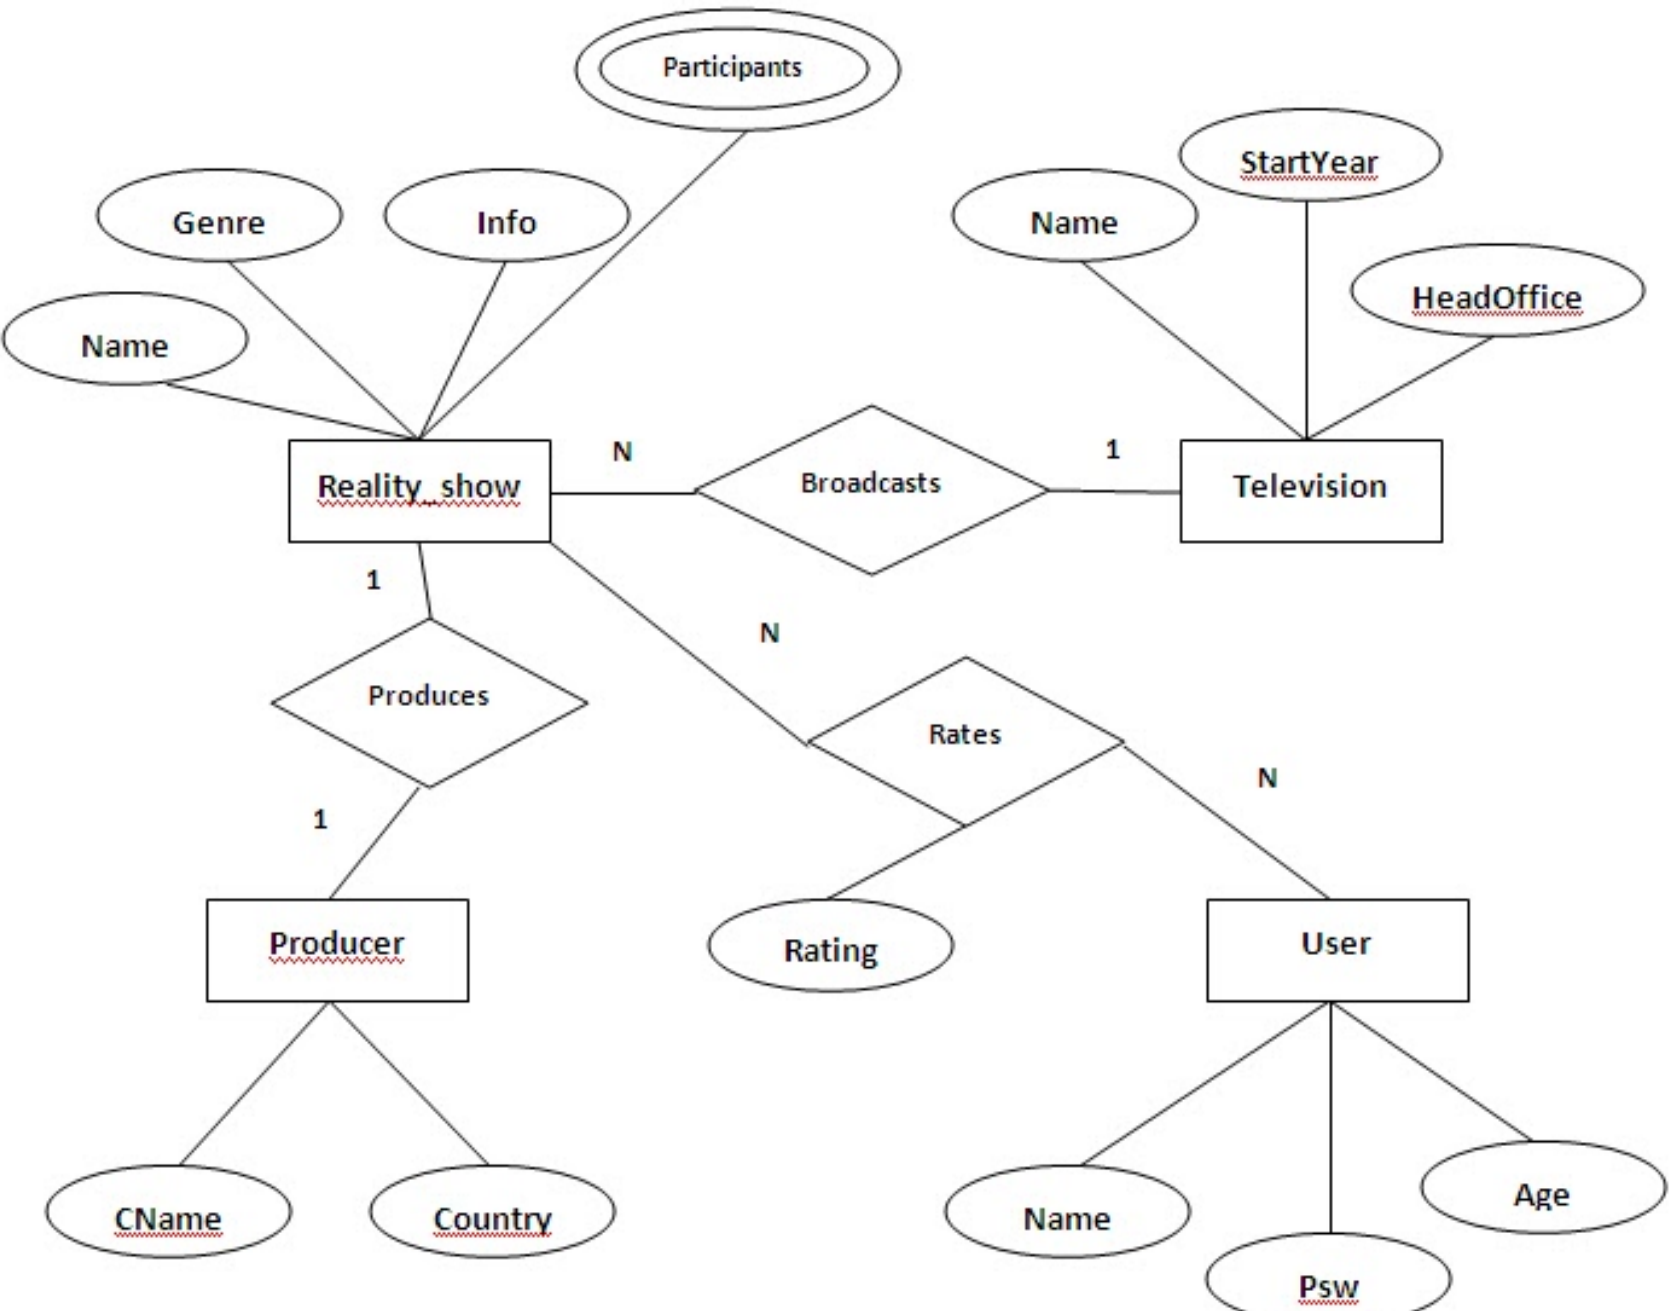 Participants
StartYear
Genre
Info
Name
HeadOffice
Name
N
1
Reality_show
Broadcasts
Television
1
N
Produces
Rates
N
1
Producer
Rating
User
CName
Country
Name
Age
Psw